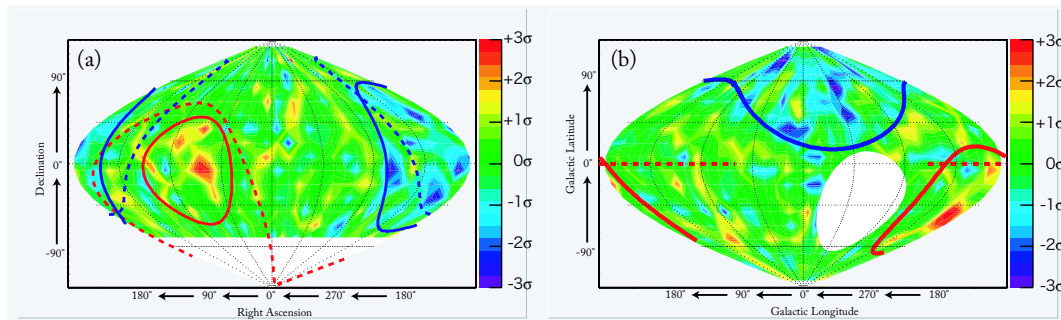 (a)
+3σ
+2σ
+1σ
0σ
-1σ
-2σ
-3σ
90°
0°
-90°
Declination
180° 90° 0° 270° 180°
Right Ascension
(b)
+3σ
+2σ
+1σ
0σ
-1σ
-2σ
-3σ
90°
0°
-90°
Galactic Latitude
180° 90° 0° 270° 180°
Galactic Longitude